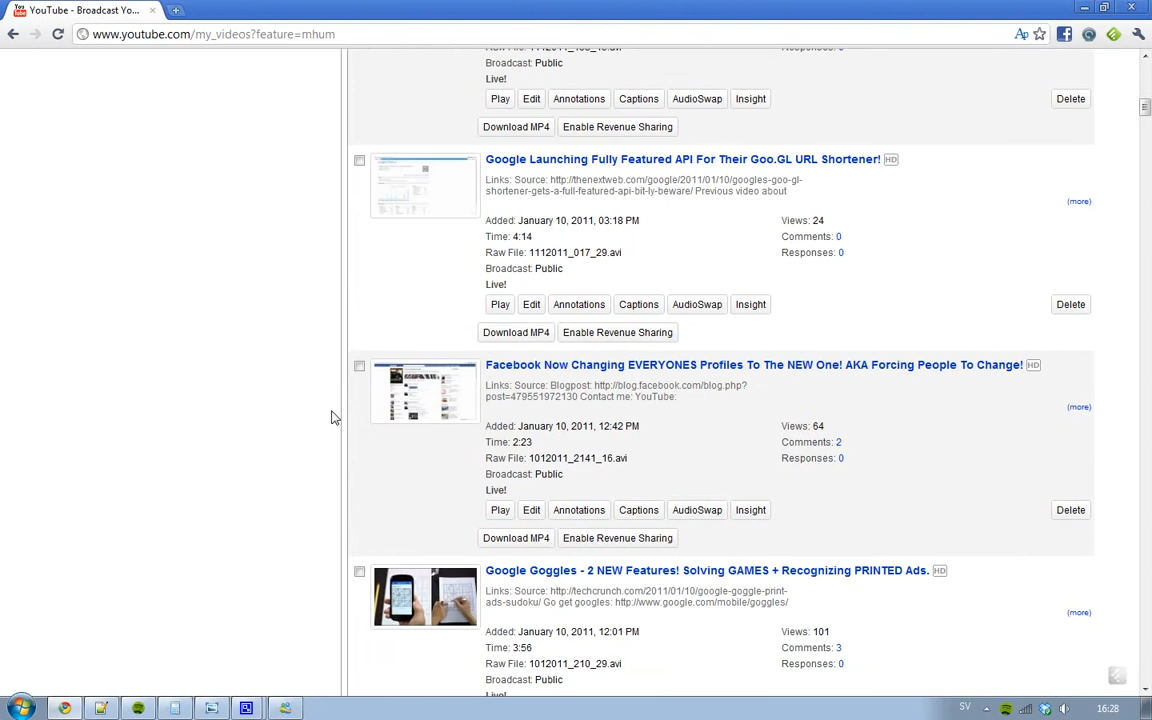 YouTube - Broadcast Yo...
www.youtube.com/my_videos?feature=mhum
Broadcast: Public
Live!
Play Edit Annotations Captions AudioSwap Insight Delete
Download MP4 Enable Revenue Sharing
Google Launching Fully Featured API For Their Goo.GL URL Shortener! HD
Links: Source: http://thenextweb.com/google/2011/01/10/googles-goo-gl-
shortener-gets-a-full-featured-api-bit-ly-beware/ Previous video about
(more)
Added: January 10, 2011, 03:18 PM Views: 24
Time: 4:14 Comments: 0
Raw File: 1112011_017_29.avi Responses: 0
Broadcast: Public
Live!
Play Edit Annotations Captions AudioSwap Insight Delete
Download MP4 Enable Revenue Sharing
Facebook Now Changing EVERYONES Profiles To The NEW One! AKA Forcing People To Change! HD
Links: Source: Blogpost: http://blog.facebook.com/blog.php?
post=479551972130 Contact me: YouTube:
(more)
Added: January 10, 2011, 12:42 PM Views: 64
Time: 2:23 Comments: 2
Raw File: 1012011_2141_16.avi Responses: 0
Broadcast: Public
Live!
Play Edit Annotations Captions AudioSwap Insight Delete
Download MP4 Enable Revenue Sharing
Google Goggles - 2 NEW Features! Solving GAMES + Recognizing PRINTED Ads. HD
Links: Source: http://techcrunch.com/2011/01/10/google-goggle-print-
ads-sudoku/ Go get googles: http://www.google.com/mobile/goggles/
(more)
Added: January 10, 2011, 12:01 PM Views: 101
Time: 3:56 Comments: 3
Raw File: 1012011_210_29.avi Responses: 0
Broadcast: Public
SV 16:28